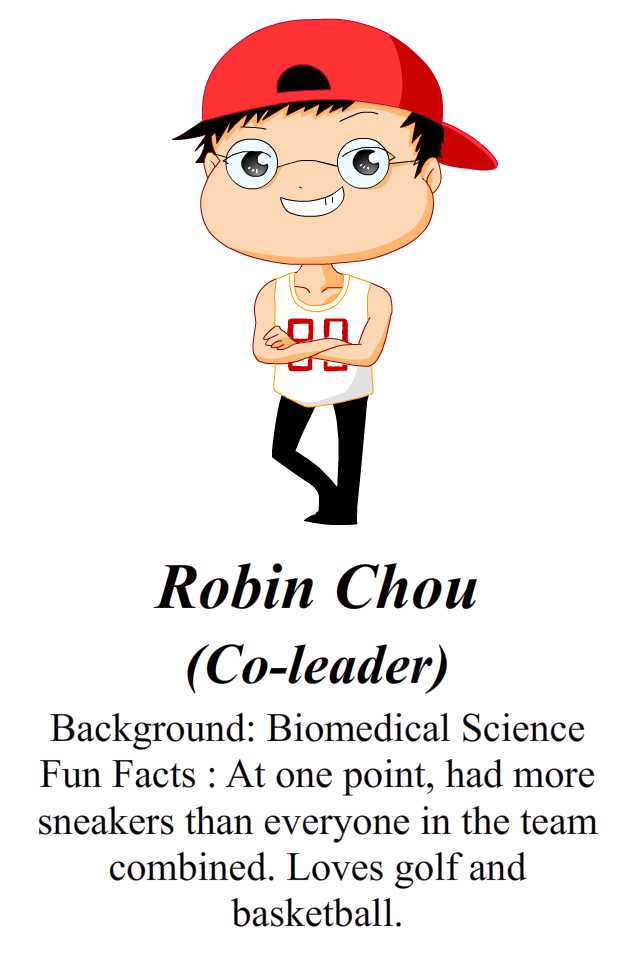 Robin Chou
(Co-leader)
Background: Biomedical Science
Fun Facts : At one point, had more
sneakers than everyone in the team
combined. Loves golf and
basketball.